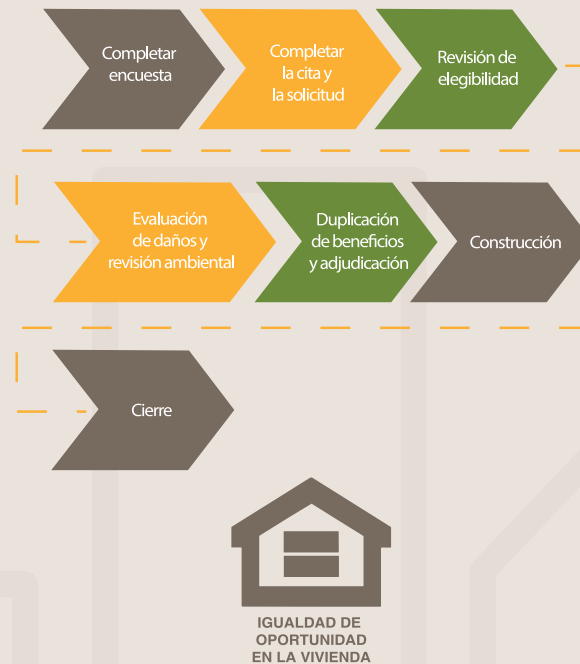 Completar
encuesta
Completar
la cita y
la solicitud
Revisión de
elegibilidad
Evaluación
de daños y
revisión ambiental
Duplicación
de beneficios
y adjudicación
Construcción
Cierre
IGUALDAD DE
OPORTUNIDAD
EN LA VIVIENDA